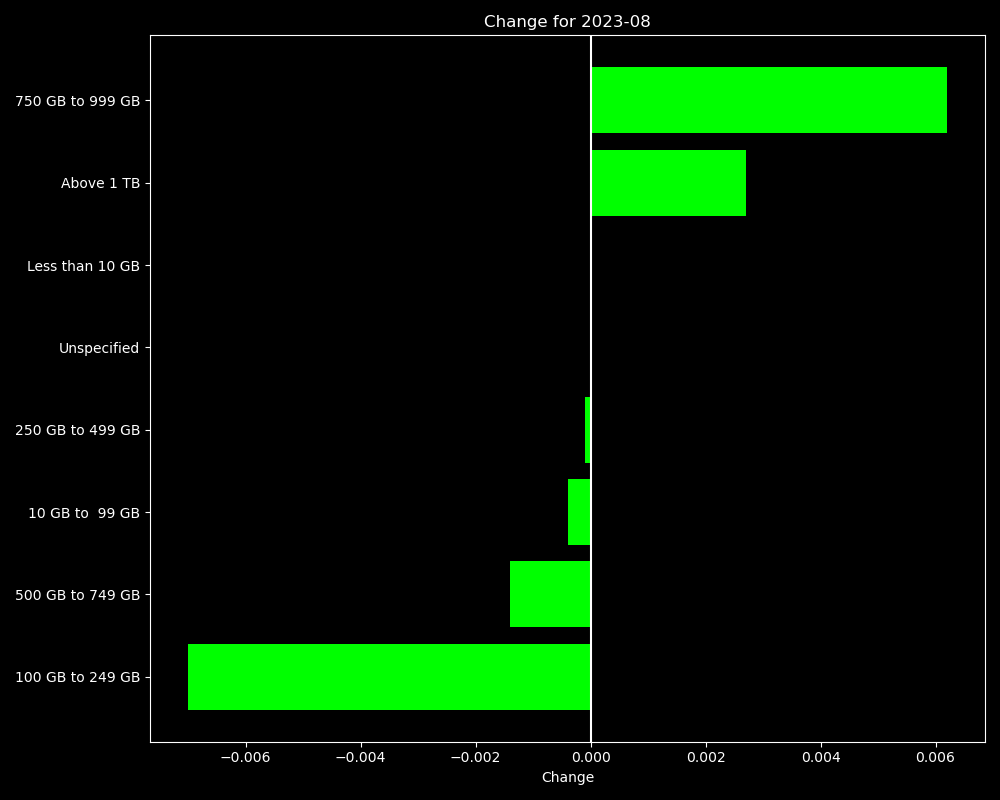 Change for 2023-08
750 GB to 999 GB
Above 1 TB
Less than 10 GB
Unspecified
250 GB to 499 GB
10 GB to  99 GB
500 GB to 749 GB
100 GB to 249 GB
−0.006 −0.004 −0.002 0.000 0.002 0.004 0.006
Change